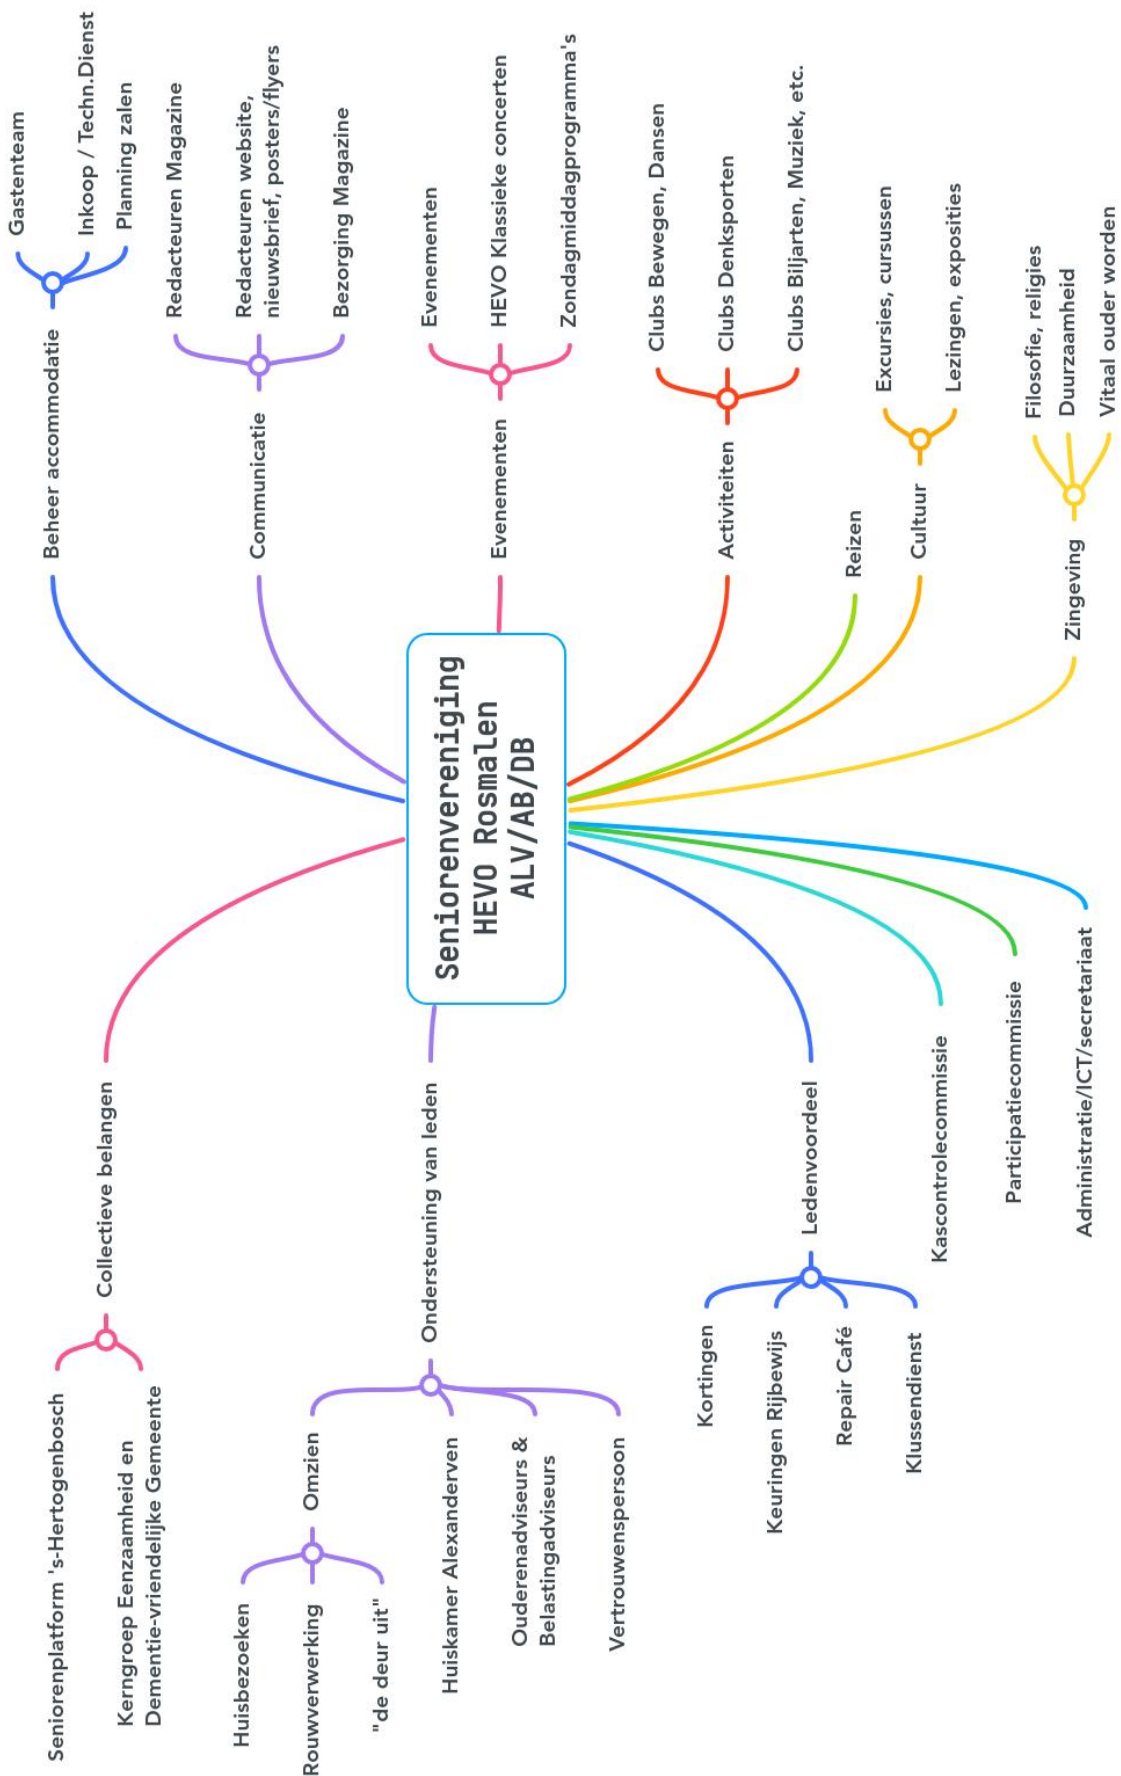 Seniorenvereniging
HEVO Rosmalen
ALV/AB/DB
Collectieve belangen
Seniorenplatform 's-Hertogenbosch
Kerngroep Eenzaamheid en
Dementie-vriendelijke Gemeente
Ondersteuning van leden
Omzien
Huisbezoeken
Rouwverwerking
"de deur uit"
Huiskamer Alexanderven
Ouderenadviseurs &
Belastingadviseurs
Vertrouwenspersoon
Ledenvoordeel
Kortingen
Keuringen Rijbewijs
Repair Café
Klussendienst
Kascontrolecommissie
Participatiecommissie
Administratie/ICT/secretariaat
Beheer accommodatie
Gastenteam
Inkoop / Techn.Dienst
Planning zalen
Communicatie
Redacteuren Magazine
Redacteuren website,
nieuwsbrief, posters/flyers
Bezorging Magazine
Evenementen
Evenementen
HEVO Klassieke concerten
Zondagmiddagprogramma's
Activiteiten
Clubs Bewegen, Dansen
Clubs Denksporten
Clubs Biljarten, Muziek, etc.
Reizen
Cultuur
Excursies, cursussen
Lezingen, exposities
Zingeving
Filosofie, religies
Duurzaamheid
Vitaal ouder worden